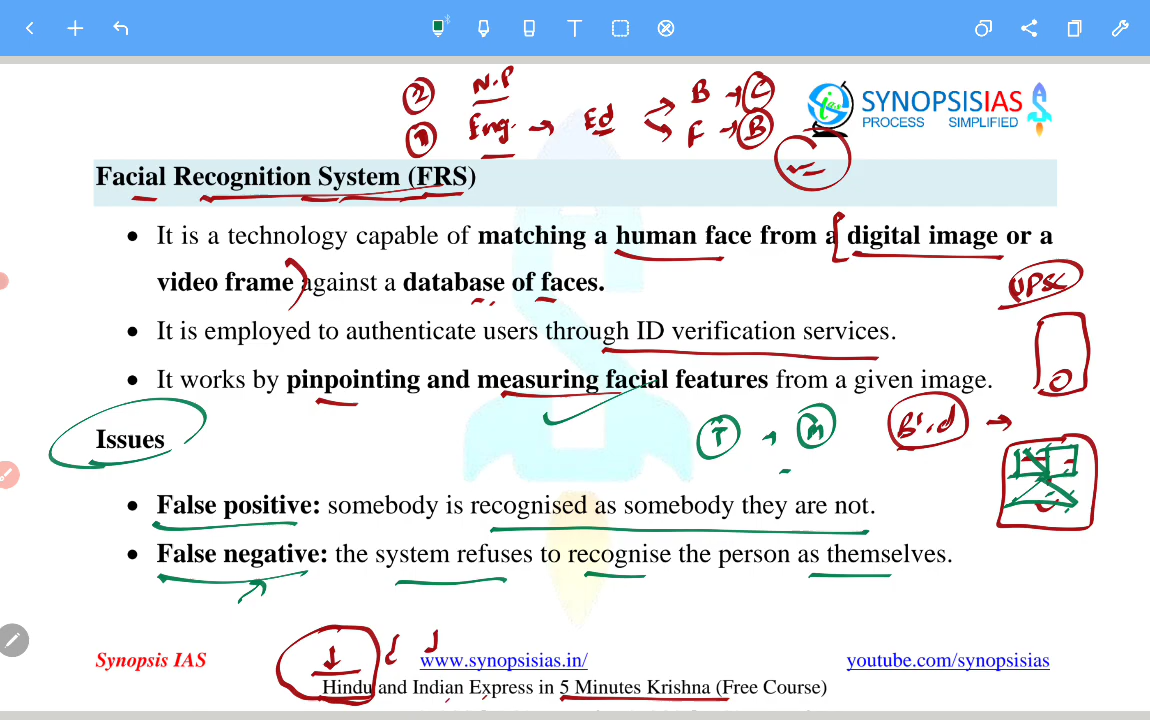 ② N.P
① Eng. → Ed B → C
F → B
SYNOPSISIAS
PROCESS SIMPLIFIED
Facial Recognition System (FRS)
• It is a technology capable of matching a human face from a digital image or a
video frame against a database of faces.
UPSC
• It is employed to authenticate users through ID verification services.
• It works by pinpointing and measuring facial features from a given image.
Issues
T → m
• False positive: somebody is recognised as somebody they are not.
• False negative: the system refuses to recognise the person as themselves.
Synopsis IAS www.synopsisias.in/ youtube.com/synopsisias
Hindu and Indian Express in 5 Minutes Krishna (Free Course)